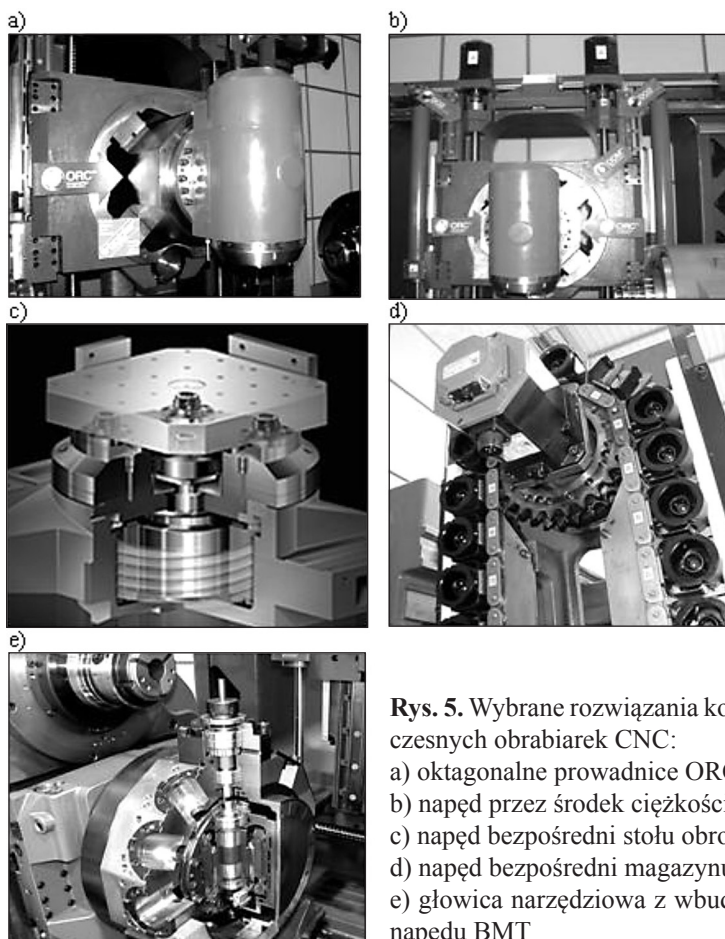 a)
b)
ORC
ORC
ORC
c)
d)
e)
Rys. 5. Wybrane rozwiązania ko
czesnych obrabiarek CNC:
a) oktagonalne prowadnice ORC
b) napęd przez środek ciężkości
c) napęd bezpośredni stołu obro
d) napęd bezpośredni magazynu
e) głowica narzędziowa z wbud
napędu BMT